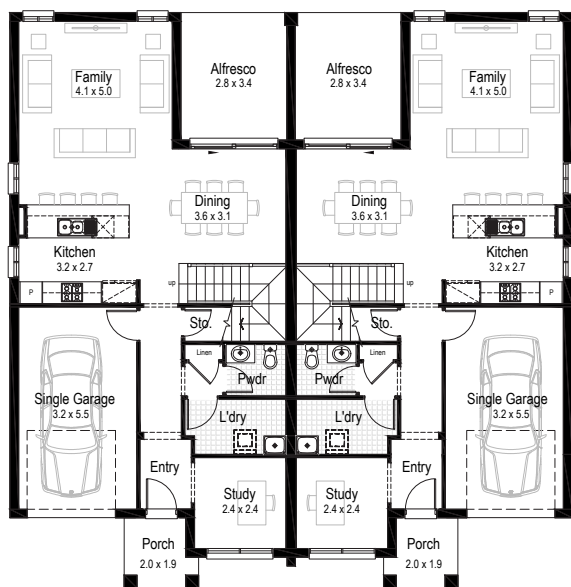 Family
4.1 x 5.0
Alfresco
2.8 x 3.4
Alfresco
2.8 x 3.4
Family
4.1 x 5.0
Dining
3.6 x 3.1
Dining
3.6 x 3.1
Kitchen
3.2 x 2.7
Kitchen
3.2 x 2.7
up
up
P
P
Sto.
Sto.
Linen
Linen
Pwdr
Pwdr
Single Garage
3.2 x 5.5
Single Garage
3.2 x 5.5
L'dry
L'dry
Entry
Entry
Study
2.4 x 2.4
Study
2.4 x 2.4
Porch
2.0 x 1.9
Porch
2.0 x 1.9